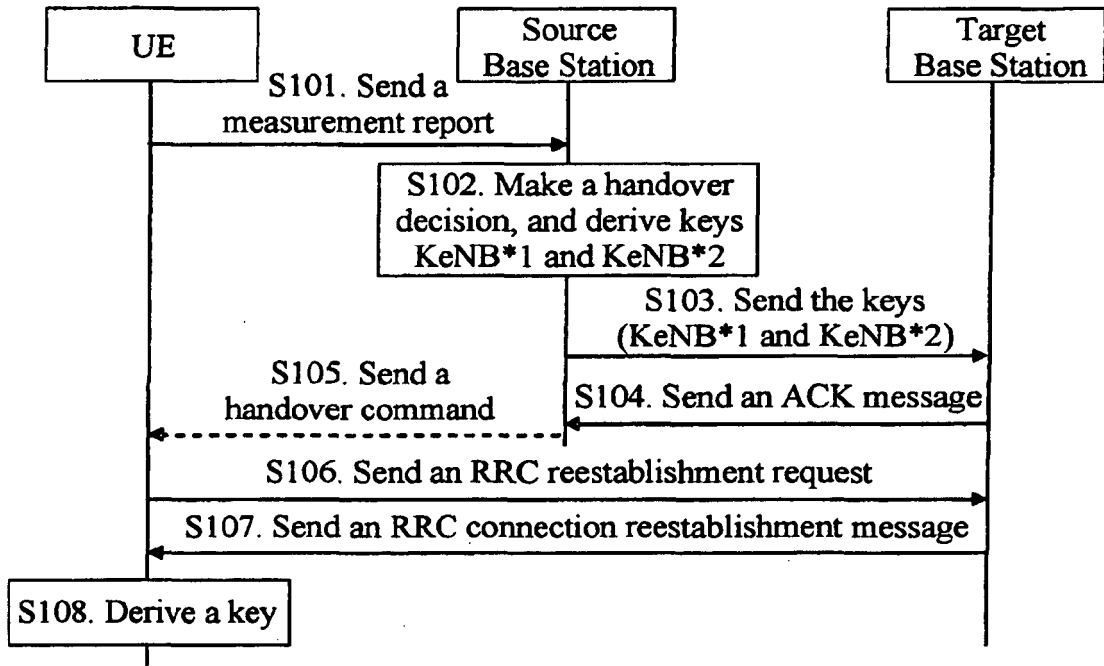 UE
Source
Base Station
Target
Base Station
S101. Send a
measurement report
S102. Make a handover
decision, and derive keys
KeNB*1 and KeNB*2
S103. Send the keys
(KeNB*1 and KeNB*2)
S105. Send a
handover command
S104. Send an ACK message
S106. Send an RRC reestablishment request
S107. Send an RRC connection reestablishment message
S108. Derive a key